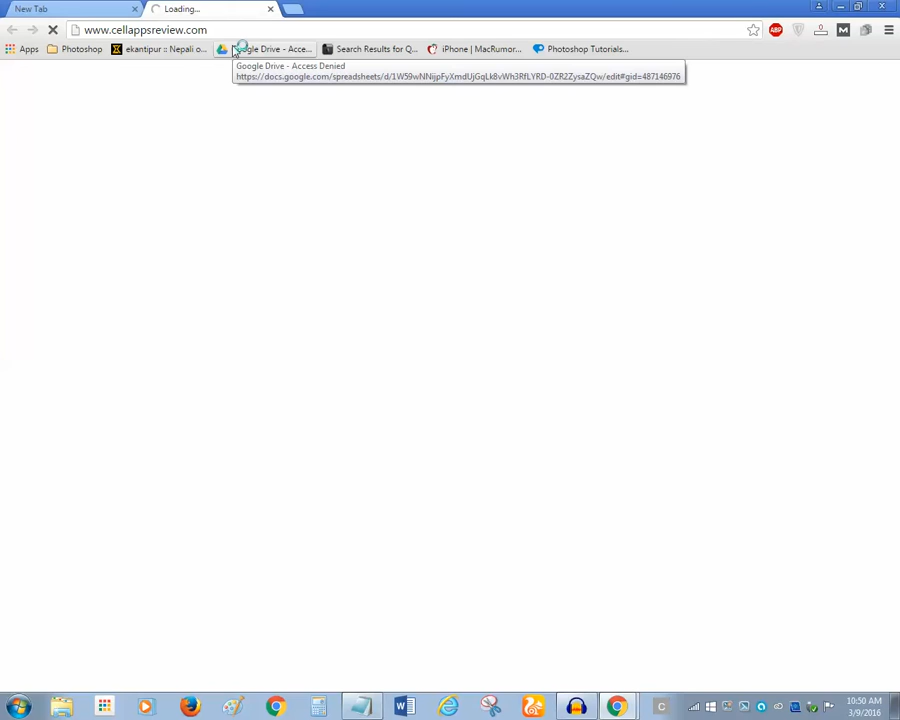 New Tab
Loading...
www.cellappsreview.com
Apps
Photoshop
ekantipur :: Nepali o...
Google Drive - Acce...
Search Results for Q...
iPhone | MacRumor...
Photoshop Tutorials...
Google Drive - Access Denied
https://docs.google.com/spreadsheets/d/1W59wNNijpFyXmdUjGqLk8vWh3RfLYRD-0ZR2ZysaZQw/edit#gid=487146976
10:50 AM
3/9/2016